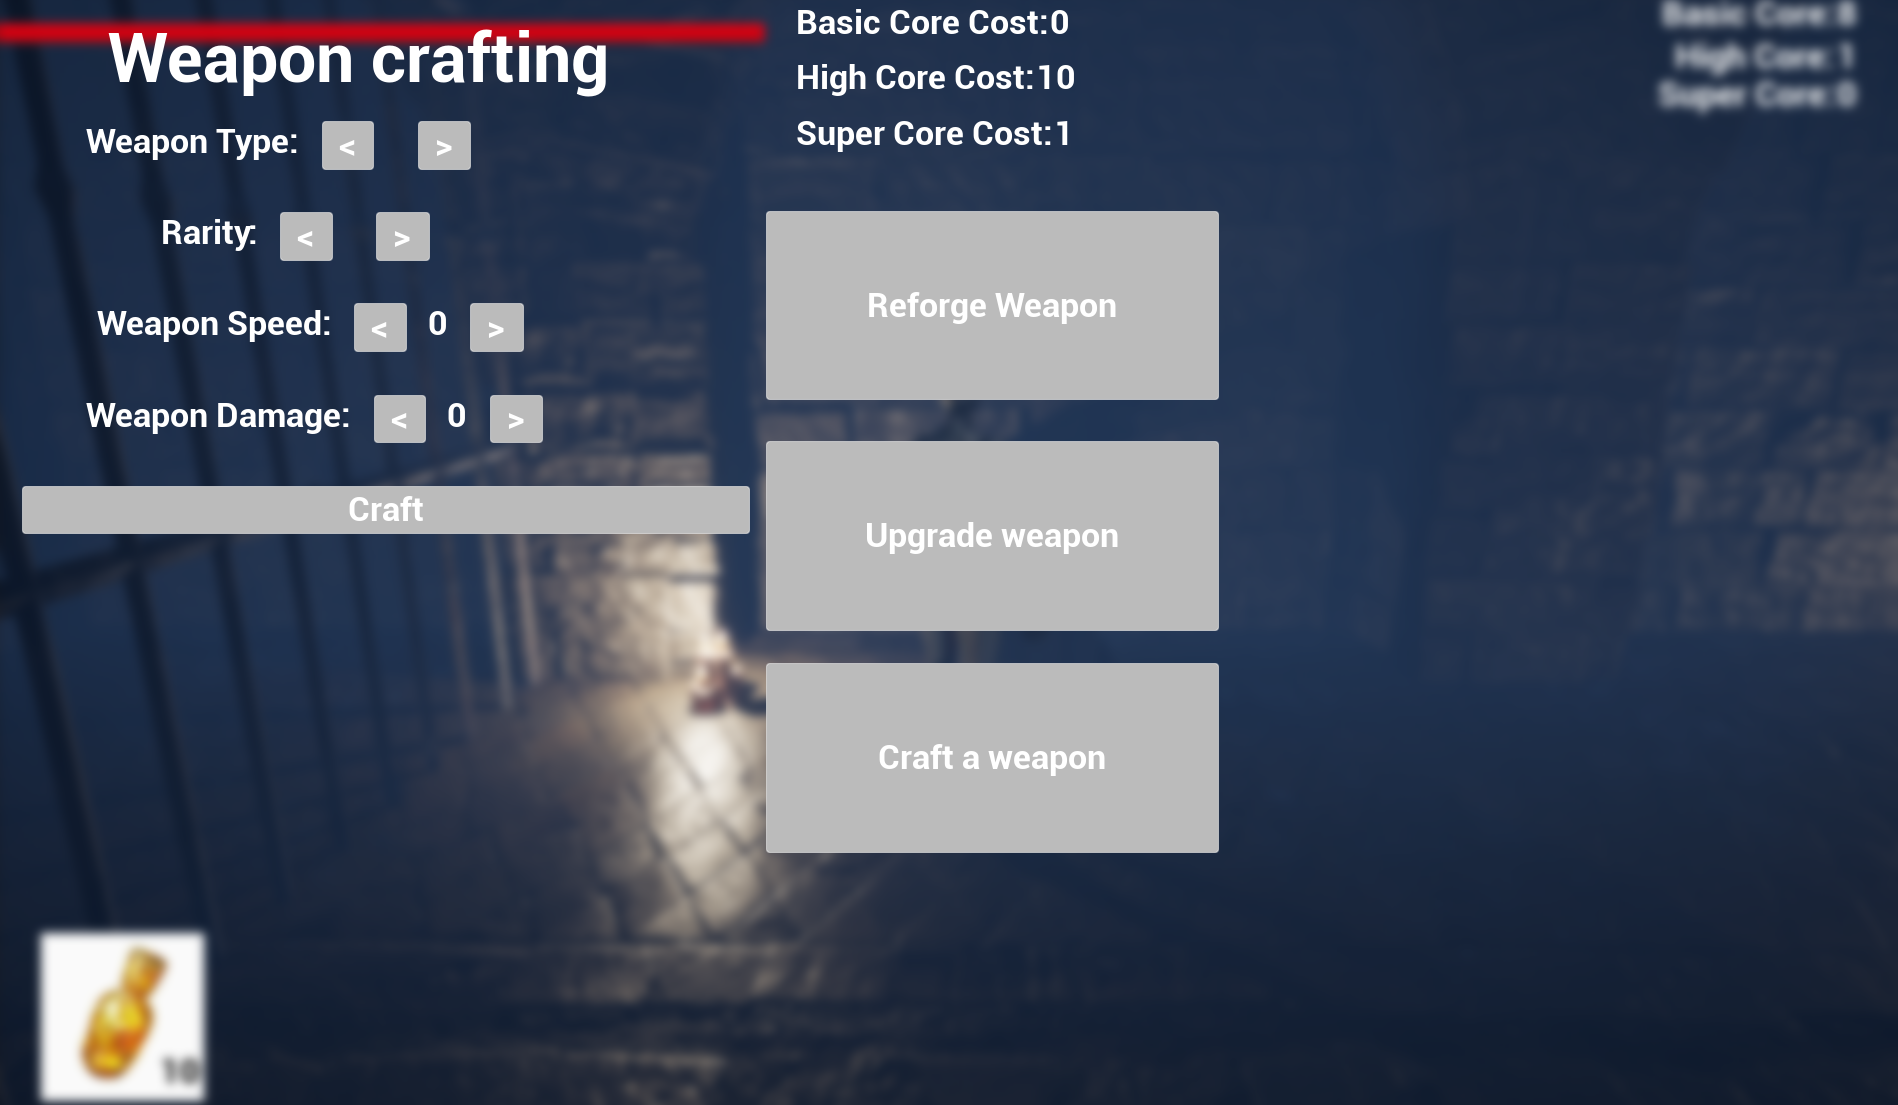 Weapon crafting
Weapon Type: < >
Rarity: < >
Weapon Speed: < 0 >
Weapon Damage: < 0 >
Craft
Basic Core Cost:0
High Core Cost:10
Super Core Cost:1
Reforge Weapon
Upgrade weapon
Craft a weapon
Basic Core:8
High Core:1
Super Core:0
10